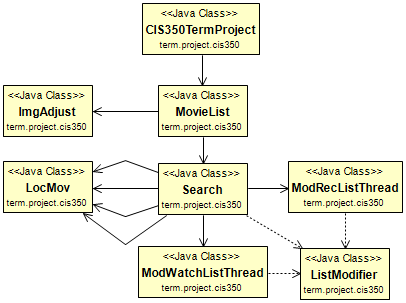 <<Java Class>>
CIS350TermProject
term.project.cis350
<<Java Class>>
ImgAdjust
term.project.cis350
<<Java Class>>
MovieList
term.project.cis350
<<Java Class>>
LocMov
term.project.cis350
<<Java Class>>
Search
term.project.cis350
<<Java Class>>
ModRecListThread
term.project.cis350
<<Java Class>>
ModWatchListThread
term.project.cis350
<<Java Class>>
ListModifier
term.project.cis350